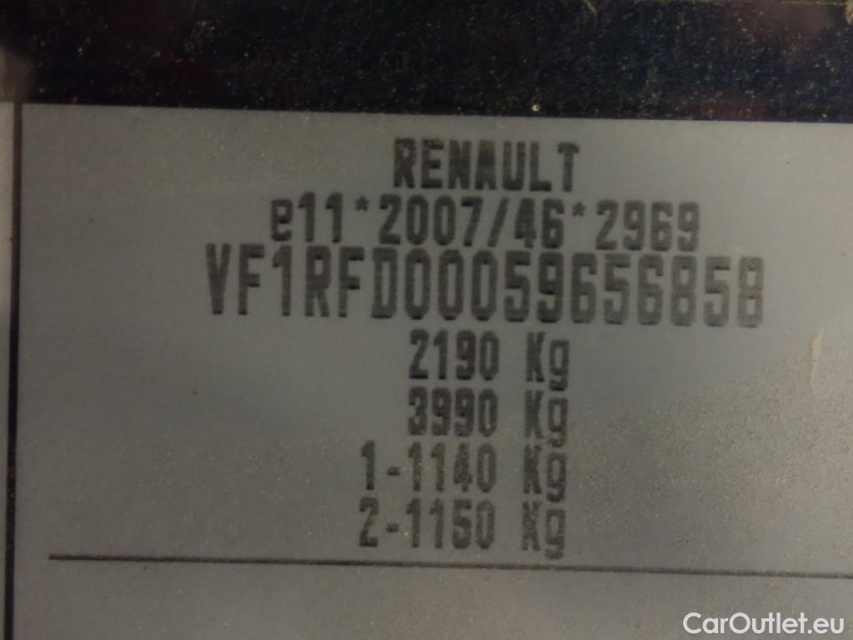 RENAULT
e11*2007/46*2969
VF1RFD00059656858
2190 Kg
3990 Kg
1-1140 Kg
2-1150 Kg
CarOutlet.eu